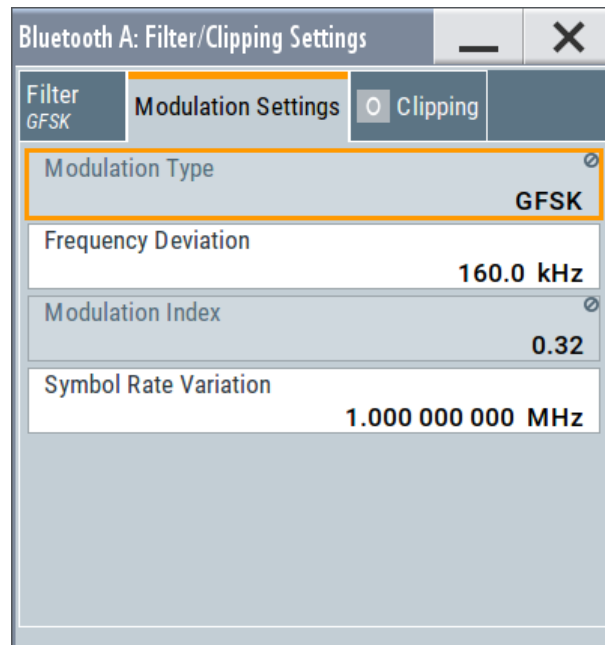 Bluetooth A: Filter/Clipping Settings
Filter
GFSK
Modulation Settings
O Clipping
Modulation Type
GFSK
Frequency Deviation
160.0 kHz
Modulation Index
0.32
Symbol Rate Variation
1.000 000 000 MHz